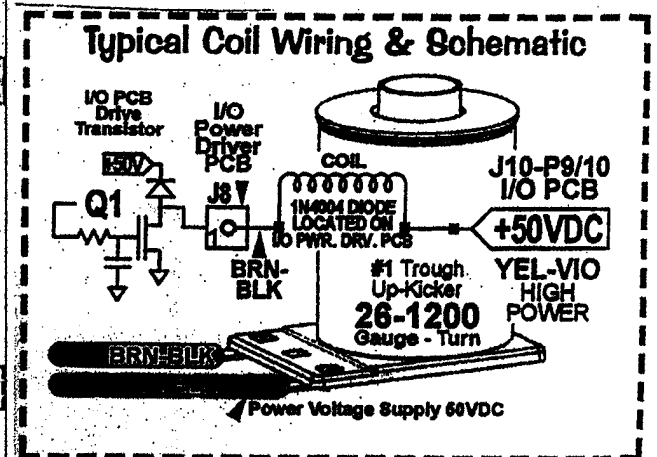 Typical Coil Wiring & Schematic
I/O PCB
Drive
Transistor
+50V
Q1
I/O
Power
Driver
PCB
J8
1
BRN-
BLK
COIL
1N4004 DIODE
LOCATED ON
I/O PWR. DRV. PCB
J10-P9/10
I/O PCB
+50VDC
YEL-VIO
HIGH
POWER
#1 Trough
Up-Kicker
26-1200
Gauge - Turn
BRN-BLK
Power Voltage Supply 50VDC